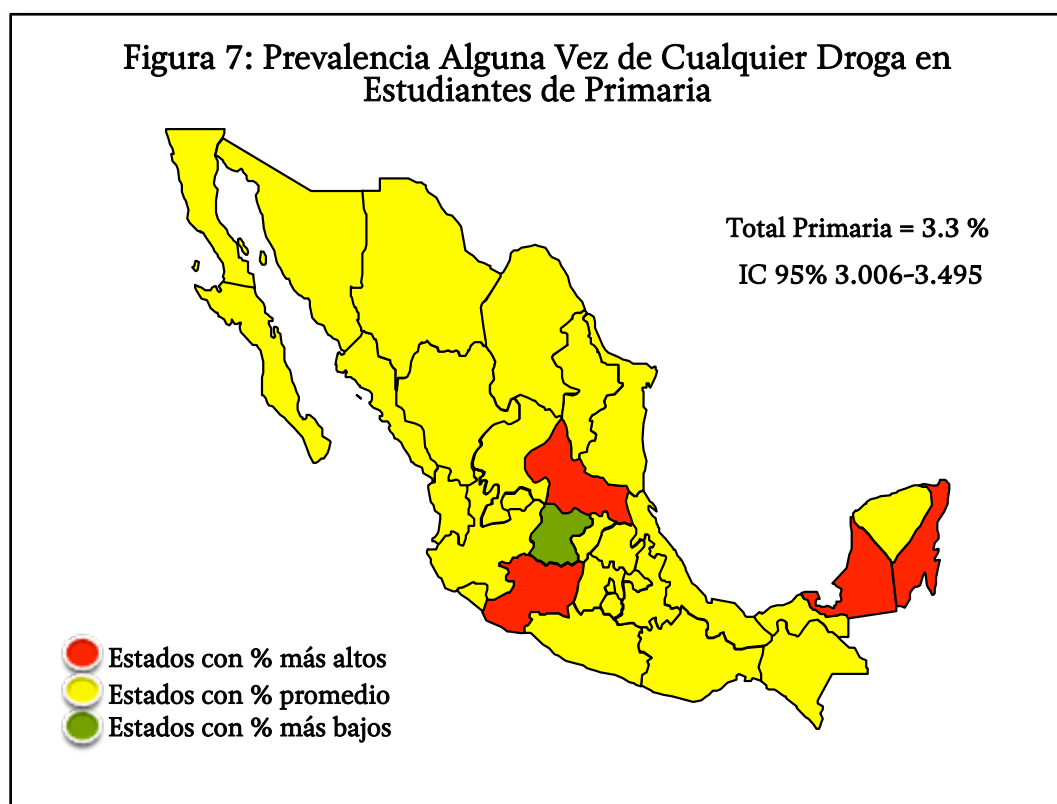 Figura 7: Prevalencia Alguna Vez de Cualquier Droga en
Estudiantes de Primaria
Total Primaria = 3.3 %
IC 95% 3.006-3.495
Estados con % más altos
Estados con % promedio
Estados con % más bajos